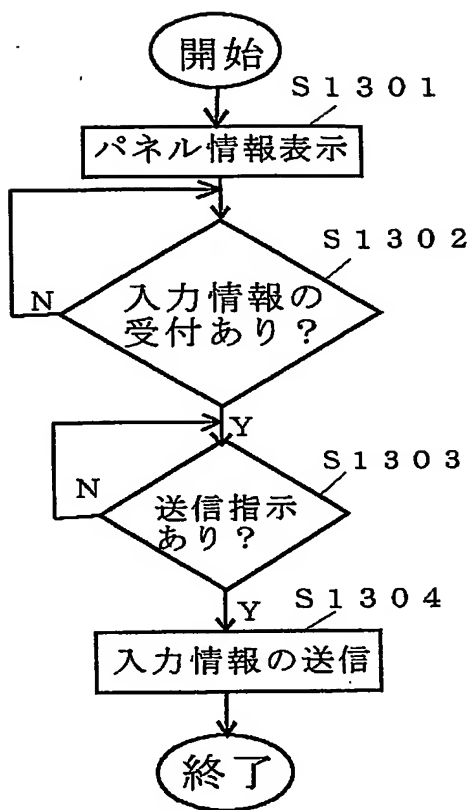 開始
S1301
パネル情報表示
S1302
N
入力情報の
受付あり？
Y
S1303
N
送信指示
あり？
Y
S1304
入力情報の送信
終了